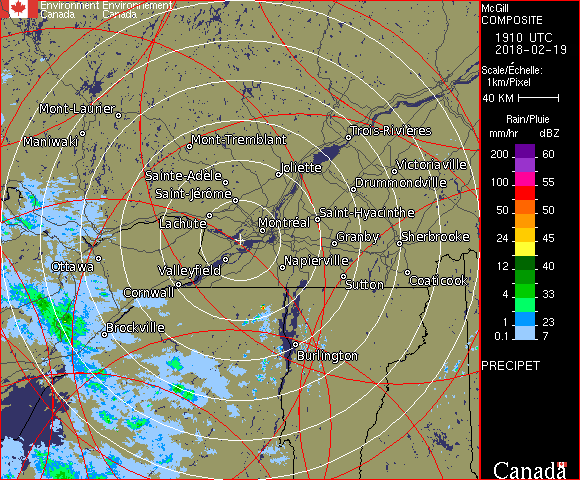 Environment Environnement
Canada Canada
McGill
COMPOSITE
1910 UTC
2018-02-19
Scale/Échelle:
1km/Pixel
40 KM
Rain/Pluie
mm/hr dBZ
200 60
150 56
100 55
50 50
24 45
12 40
4 33
1 23
0.1 7
PRECIPET
Canada
Mont-Laurier
Maniwaki
Mont-Tremblant
Trois-Rivières
Joliette
Victoriaville
Sainte-Adèle
Drummondville
Saint-Jérôme
Saint-Hyacinthe
Lachute
Montréal
Granby
Sherbrooke
Ottawa
Valleyfield
Napierville
Sutton
Coaticook
Cornwall
Brockville
Burlington